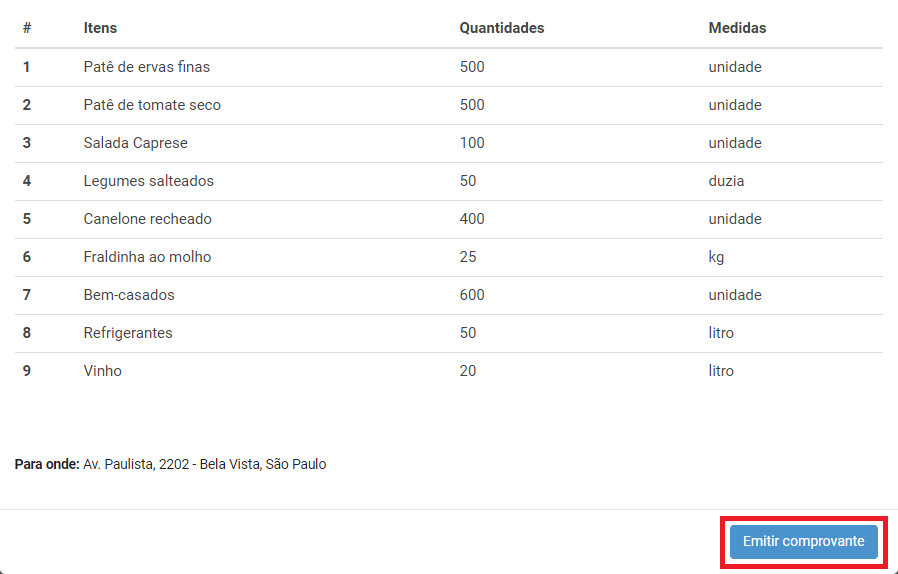 # Itens Quantidades Medidas
1 Patê de ervas finas 500 unidade
2 Patê de tomate seco 500 unidade
3 Salada Caprese 100 unidade
4 Legumes salteados 50 duzia
5 Canelone recheado 400 unidade
6 Fraldinha ao molho 25 kg
7 Bem-casados 600 unidade
8 Refrigerantes 50 litro
9 Vinho 20 litro
Para onde: Av. Paulista, 2202 - Bela Vista, São Paulo
Emitir comprovante